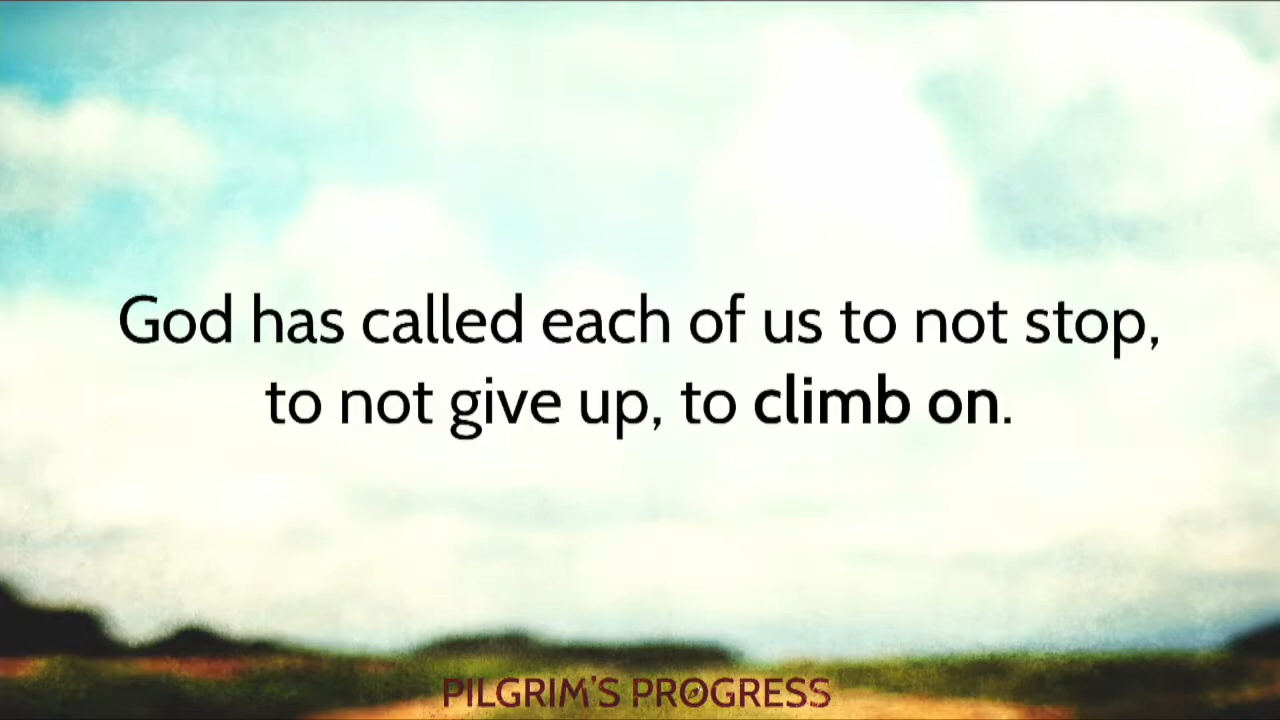 God has called each of us to not stop,
to not give up, to climb on.
PILGRIM'S PROGRESS